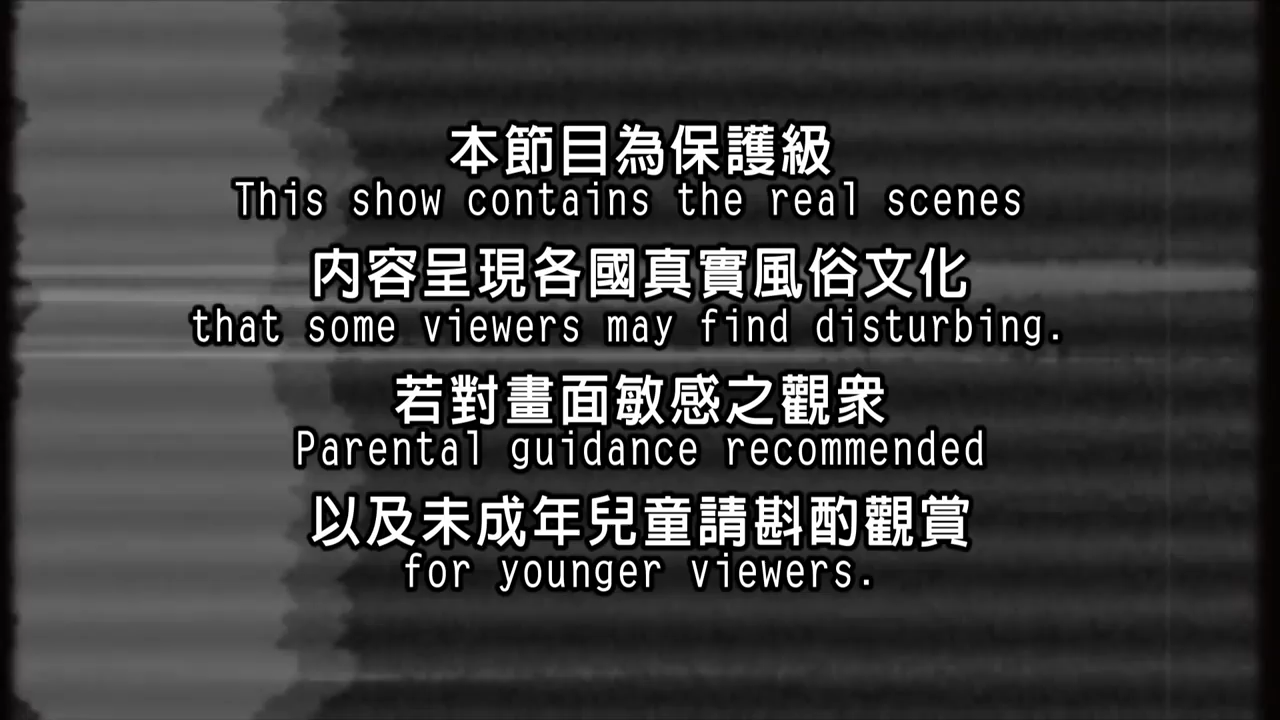 本節目為保護級
This show contains the real scenes
內容呈現各國真實風俗文化
that some viewers may find disturbing.
若對畫面敏感之觀眾
Parental guidance recommended
以及未成年兒童請斟酌觀賞
for younger viewers.